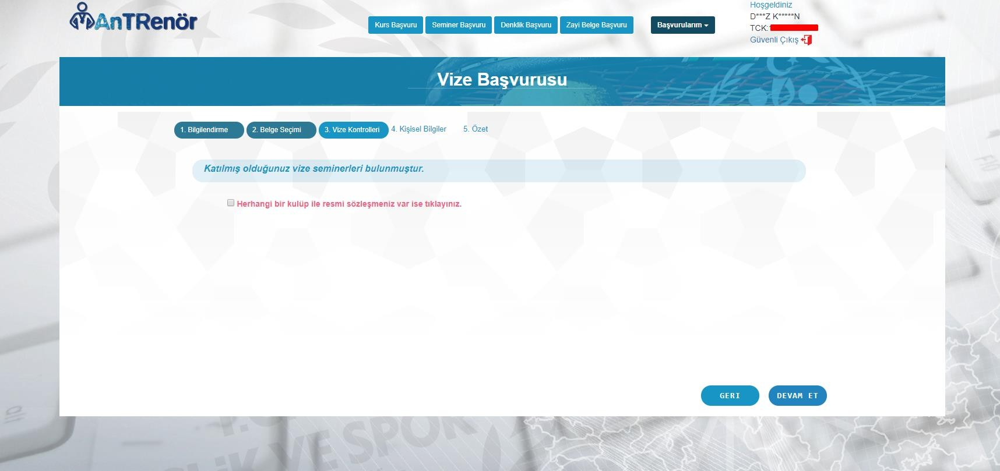 AnTRenör
Kurs Başvuru
Seminer Başvuru
Denklik Başvuru
Zayi Belge Başvuru
Başvurularım
Hoşgeldiniz
D***Z K*****N
TCK:
Güvenli Çıkış
Vize Başvurusu
1. Bilgilendirme
2. Belge Seçimi
3. Vize Kontrolleri
4. Kişisel Bilgiler
5. Özet
Katılmış olduğunuz vize seminerleri bulunmuştur.
Herhangi bir kulüp ile resmi sözleşmeniz var ise tıklayınız.
GERI
DEVAM ET
VE SPOR